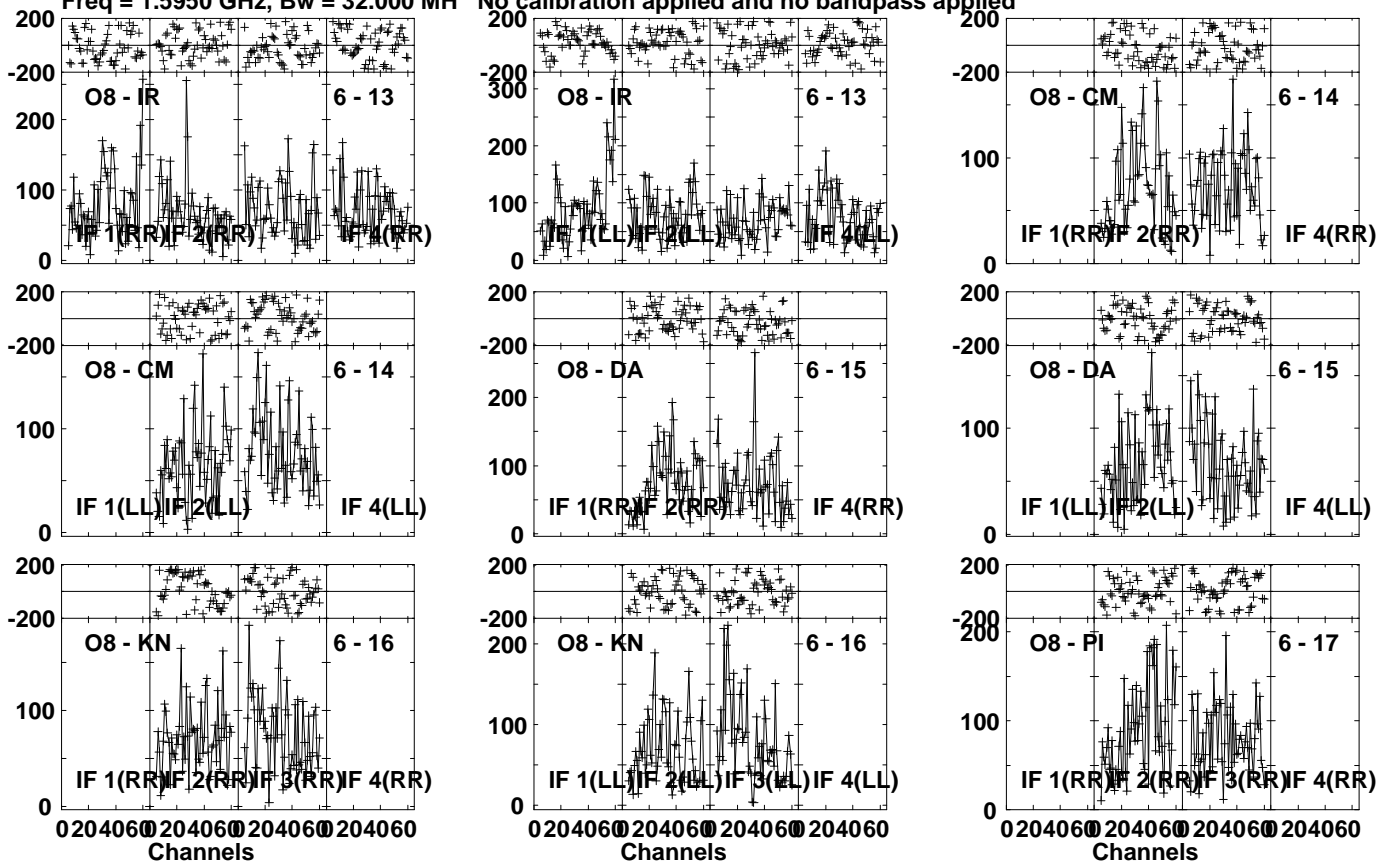 Freq = 1.5950 GHz, Bw = 32.000 MH No calibration applied and no bandpass applied
200
-200
O8 - IR 6 - 13
200
100
0
IF 1(RR) IF 2(RR) IF 4(RR)
200
-200
300
O8 - IR 6 - 13
200
100
0
IF 1(LL) IF 2(LL) IF 4(LL)
200
-200
O8 - CM 6 - 14
100
0
IF 1(RR) IF 2(RR) IF 4(RR)
200
-200
O8 - CM 6 - 14
100
0
IF 1(LL) IF 2(LL) IF 4(LL)
200
-200
O8 - DA 6 - 15
200
100
0
IF 1(RR) IF 2(RR) IF 4(RR)
200
-200
O8 - DA 6 - 15
100
0
IF 1(LL) IF 2(LL) IF 4(LL)
200
-200
O8 - KN 6 - 16
100
0
IF 1(RR) IF 2(RR) IF 3(RR) IF 4(RR)
0 20 40 60 0 20 40 60 0 20 40 60 0 20 40 60
Channels
200
-200
O8 - KN 6 - 16
200
100
0
IF 1(LL) IF 2(LL) IF 3(LL) IF 4(LL)
0 20 40 60 0 20 40 60 0 20 40 60 0 20 40 60
Channels
200
-200
O8 - PI 6 - 17
200
100
0
IF 1(RR) IF 2(RR) IF 3(RR) IF 4(RR)
0 20 40 60 0 20 40 60 0 20 40 60 0 20 40 60
Channels